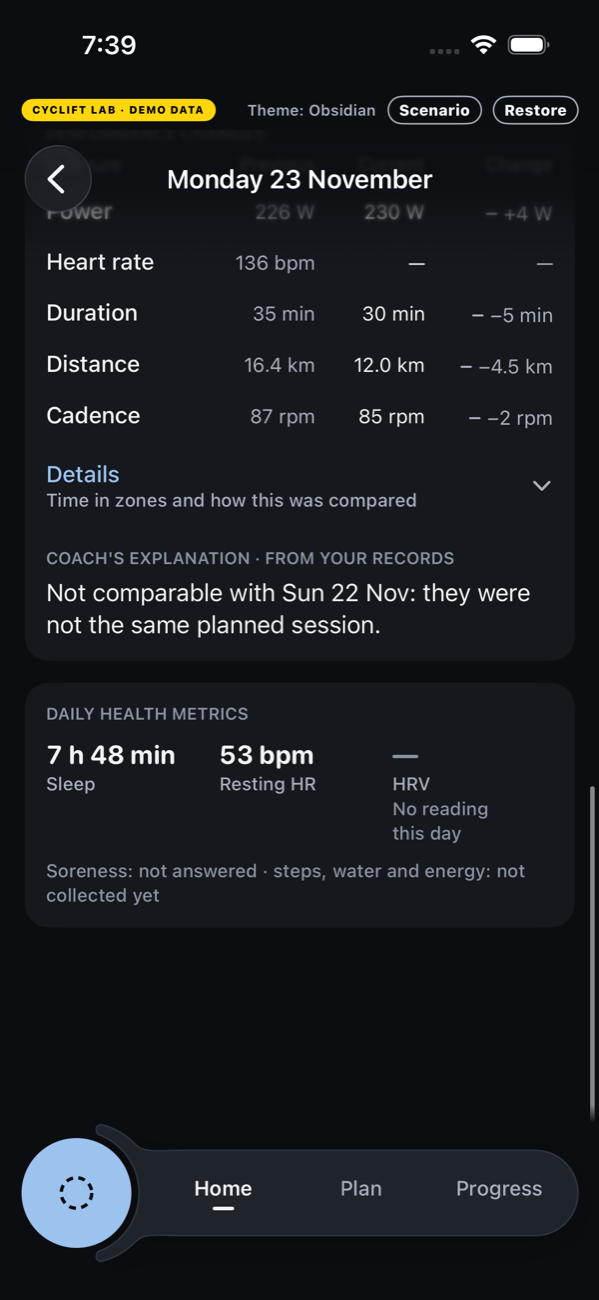 7:39
CYCLIFT LAB · DEMO DATA Theme: Obsidian Scenario Restore
Monday 23 November
Power 226 W 230 W – +4 W
Heart rate 136 bpm — —
Duration 35 min 30 min – −5 min
Distance 16.4 km 12.0 km – −4.5 km
Cadence 87 rpm 85 rpm – −2 rpm
Details
Time in zones and how this was compared
COACH'S EXPLANATION · FROM YOUR RECORDS
Not comparable with Sun 22 Nov: they were
not the same planned session.
DAILY HEALTH METRICS
7 h 48 min 53 bpm —
Sleep Resting HR HRV
No reading
this day
Soreness: not answered · steps, water and energy: not
collected yet
Home Plan Progress